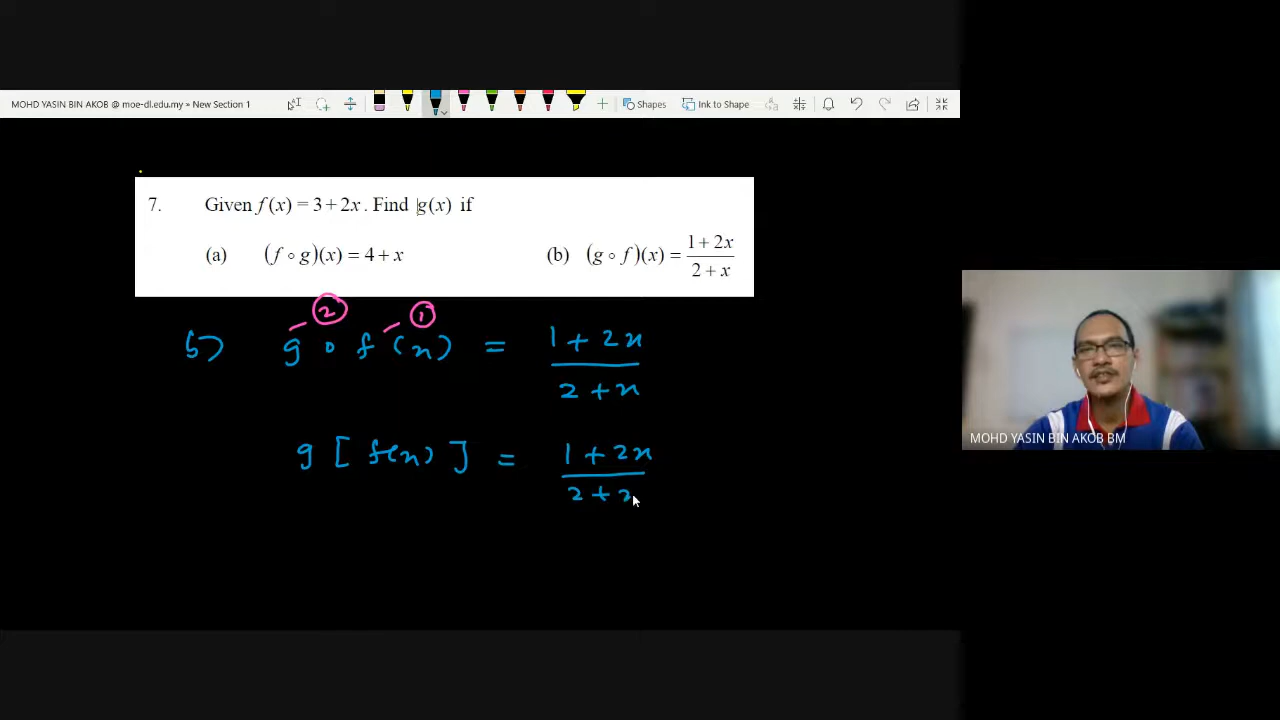 MOHD YASIN BIN AKOB @ moe-dl.edu.my » New Section 1
Shapes Ink to Shape
7. Given f(x) = 3 + 2x. Find g(x) if
(a) (f ∘ g)(x) = 4 + x (b) (g ∘ f)(x) = (1 + 2x)/(2 + x)
2 1
b) g ∘ f (x) = (1 + 2x)/(2 + x)
g [ f(x) ] = (1 + 2x)/(2 + x
MOHD YASIN BIN AKOB BM